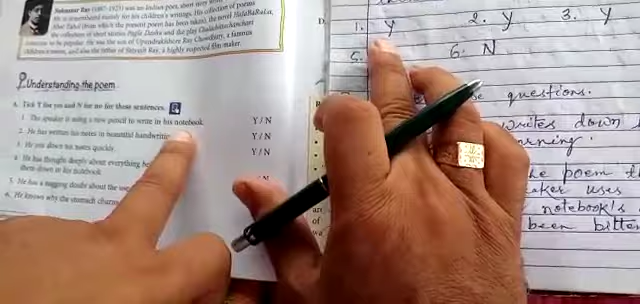 Sukumar Ray (1887-1923) was an Indian poet, short story
He is remembered mainly for his children's writings. His collection of poems
Abol Tabol (from which the present poem has been taken), the novel HaJaBaRaLa,
the collection of short stories Pagla Dashu and the play Chalachittachanchari
continue to be popular. He was the son of Upendrakishore Ray Chowdhury, a famous
children's writer, and also the father of Satyajit Ray, a highly respected film maker.
Understanding the poem
A. Tick Y for yes and N for no for these sentences.
1. The speaker is using a new pencil to write in his notebook. Y / N
2. He has written his notes in beautiful handwriting Y / N
3. He jots down his notes quickly. Y / N
4. He has thought deeply about everything
them down in his notebook
5. He has a nagging doubt about the use
6. He knows why the stomach churns
D.
1. Y 2. Y 3. Y
5. 6. N
questions.
writes down
he poem
uses
notebook's
been bitten